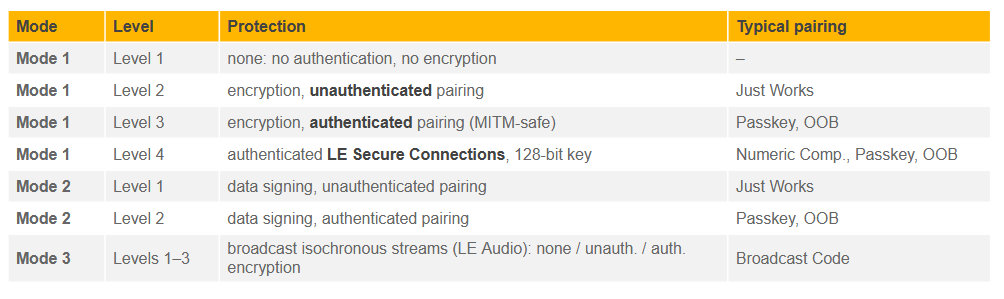 Mode Level Protection Typical pairing
Mode 1 Level 1 none: no authentication, no encryption –
Mode 1 Level 2 encryption, unauthenticated pairing Just Works
Mode 1 Level 3 encryption, authenticated pairing (MITM-safe) Passkey, OOB
Mode 1 Level 4 authenticated LE Secure Connections, 128-bit key Numeric Comp., Passkey, OOB
Mode 2 Level 1 data signing, unauthenticated pairing Just Works
Mode 2 Level 2 data signing, authenticated pairing Passkey, OOB
Mode 3 Levels 1–3 broadcast isochronous streams (LE Audio): none / unauth. / auth.
encryption Broadcast Code